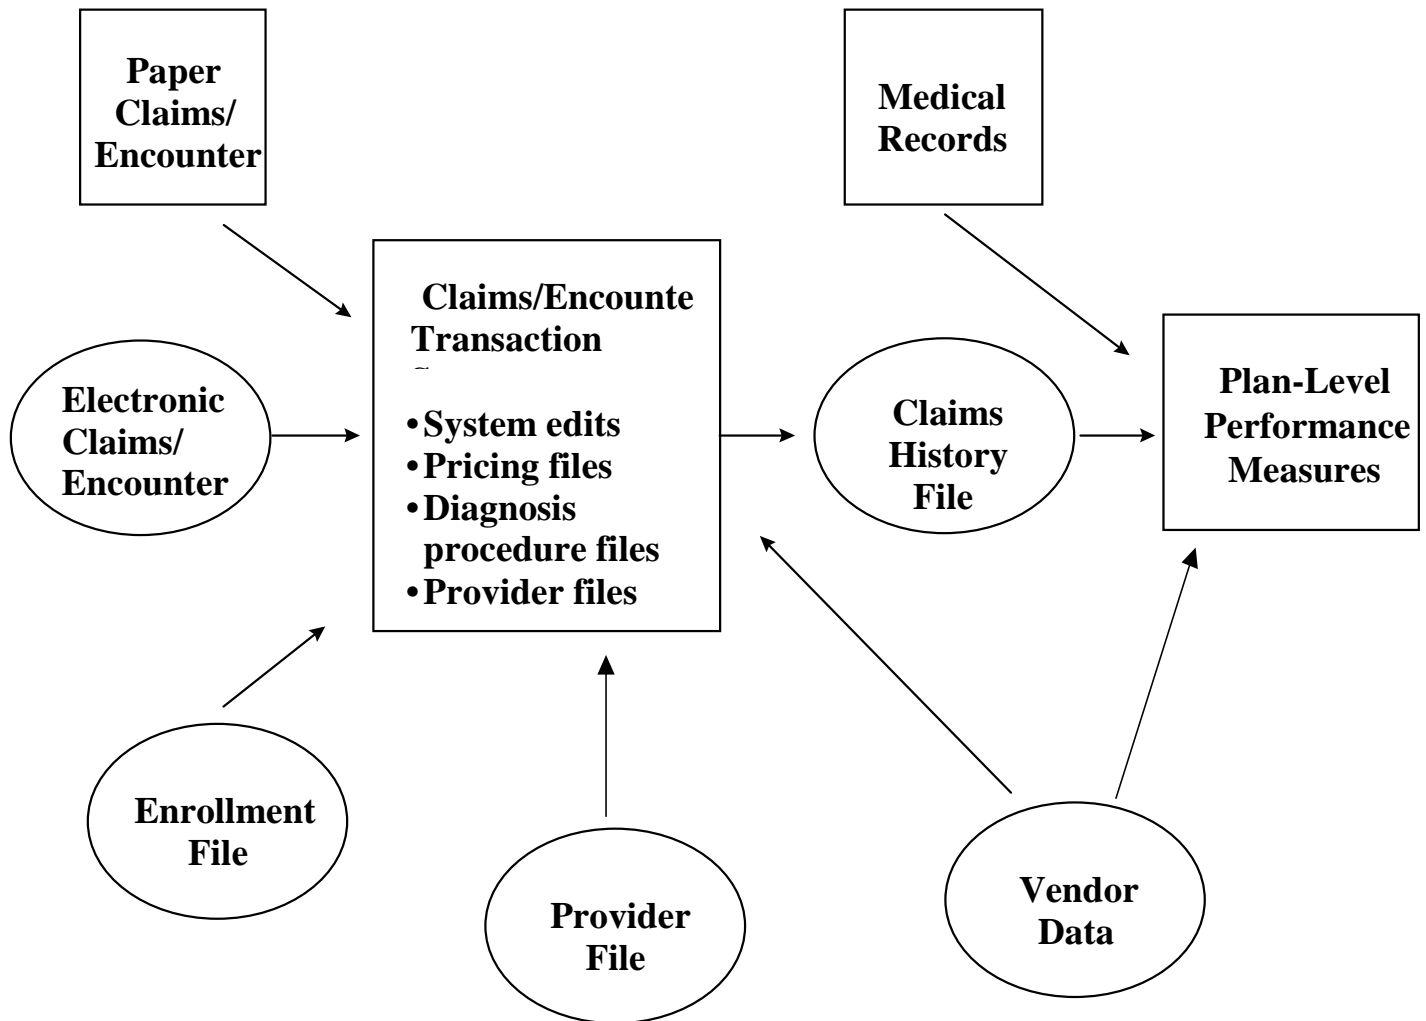 Paper
Claims/
Encounter
Medical
Records
Claims/Encounte
Transaction
• System edits
• Pricing files
• Diagnosis
procedure files
• Provider files
Electronic
Claims/
Encounter
Claims
History
File
Plan-Level
Performance
Measures
Enrollment
File
Provider
File
Vendor
Data